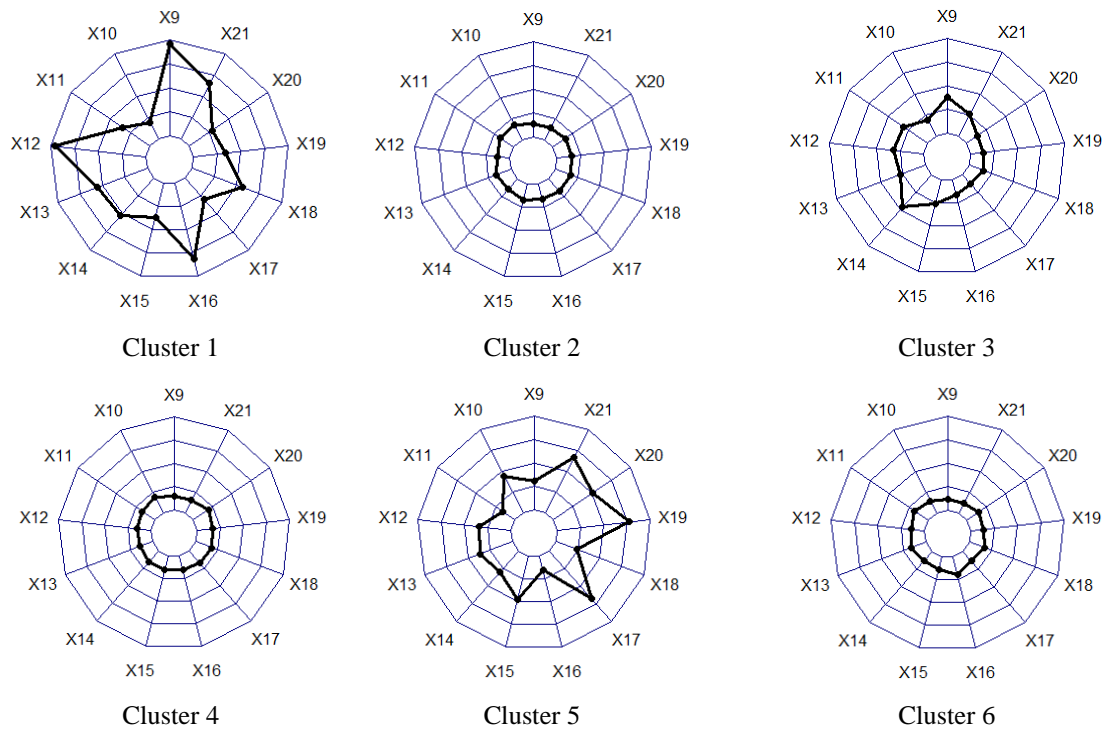 X9
X10 X21
X11 X20
X12 X19
X13 X18
X14 X17
X15 X16
Cluster 1
X9
X10 X21
X11 X20
X12 X19
X13 X18
X14 X17
X15 X16
Cluster 2
X9
X10 X21
X11 X20
X12 X19
X13 X18
X14 X17
X15 X16
Cluster 3
X9
X10 X21
X11 X20
X12 X19
X13 X18
X14 X17
X15 X16
Cluster 4
X9
X10 X21
X11 X20
X12 X19
X13 X18
X14 X17
X15 X16
Cluster 5
X9
X10 X21
X11 X20
X12 X19
X13 X18
X14 X17
X15 X16
Cluster 6